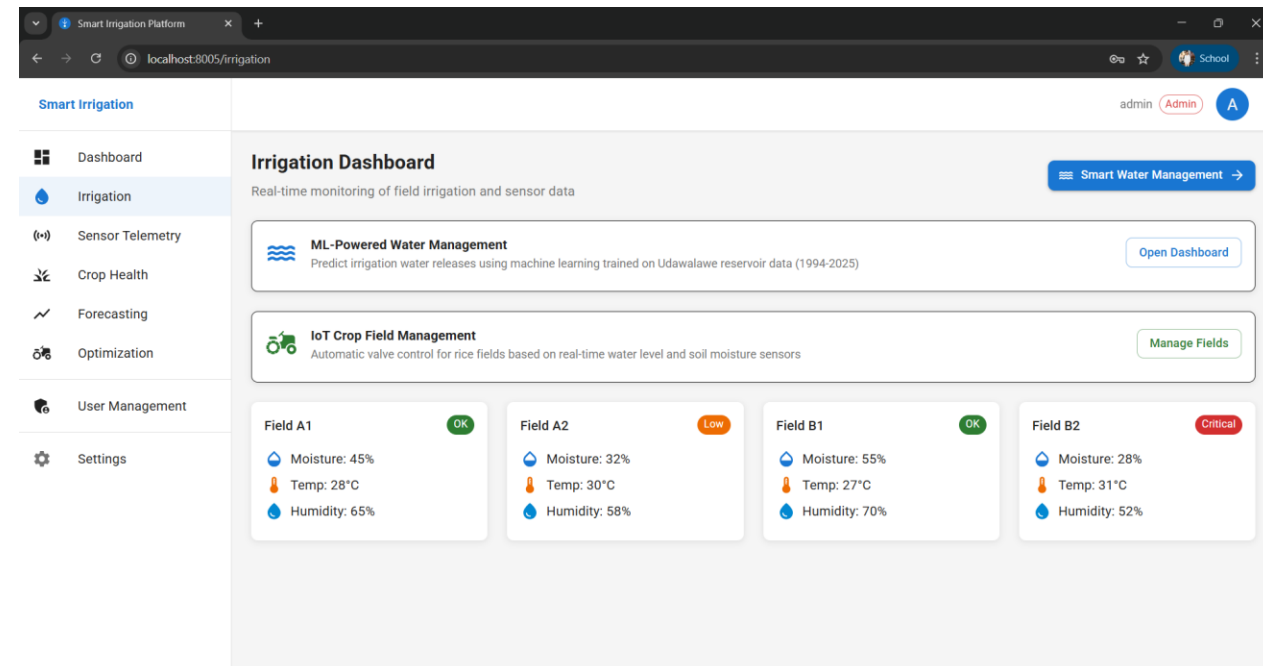 Smart Irrigation Platform
localhost:8005/irrigation
School
Smart Irrigation
admin Admin A
Dashboard
Irrigation
Sensor Telemetry
Crop Health
Forecasting
Optimization
User Management
Settings
Irrigation Dashboard
Real-time monitoring of field irrigation and sensor data
Smart Water Management
ML-Powered Water Management
Predict irrigation water releases using machine learning trained on Udawalawe reservoir data (1994-2025)
Open Dashboard
IoT Crop Field Management
Automatic valve control for rice fields based on real-time water level and soil moisture sensors
Manage Fields
Field A1 OK
Moisture: 45%
Temp: 28°C
Humidity: 65%
Field A2 Low
Moisture: 32%
Temp: 30°C
Humidity: 58%
Field B1 OK
Moisture: 55%
Temp: 27°C
Humidity: 70%
Field B2 Critical
Moisture: 28%
Temp: 31°C
Humidity: 52%